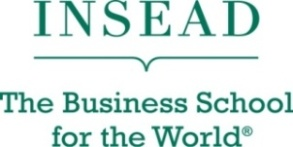 INSEAD
The Business School
for the World®